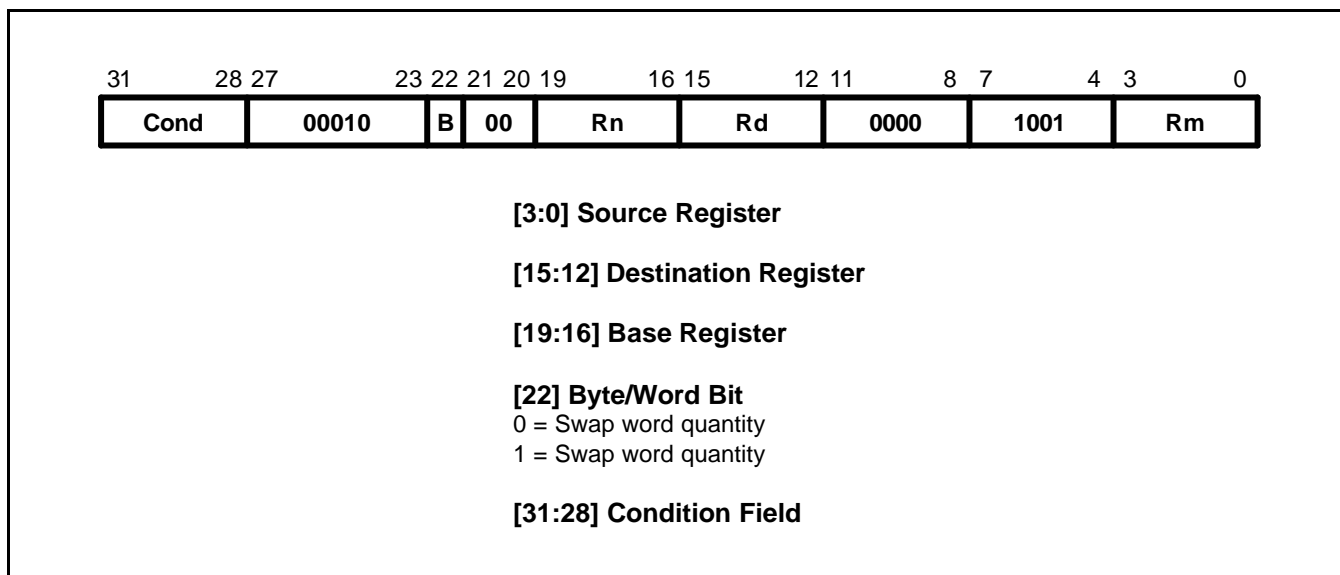 31 28 27 23 22 21 20 19 16 15 12 11 8 7 4 3 0
Cond 00010 B 00 Rn Rd 0000 1001 Rm
[3:0] Source Register
[15:12] Destination Register
[19:16] Base Register
[22] Byte/Word Bit
0 = Swap word quantity
1 = Swap word quantity
[31:28] Condition Field